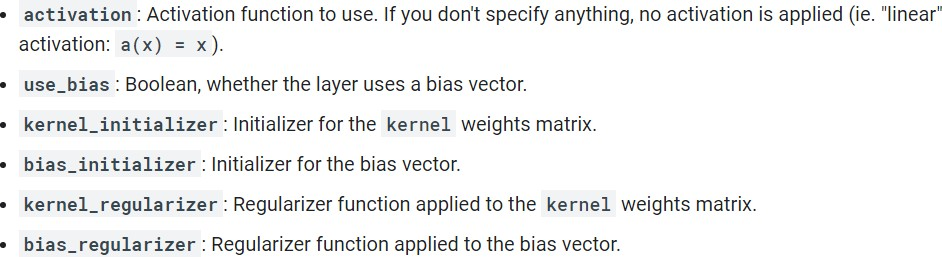 • activation: Activation function to use. If you don't specify anything, no activation is applied (ie. "linear"
activation: a(x) = x).
• use_bias: Boolean, whether the layer uses a bias vector.
• kernel_initializer: Initializer for the kernel weights matrix.
• bias_initializer: Initializer for the bias vector.
• kernel_regularizer: Regularizer function applied to the kernel weights matrix.
• bias_regularizer: Regularizer function applied to the bias vector.